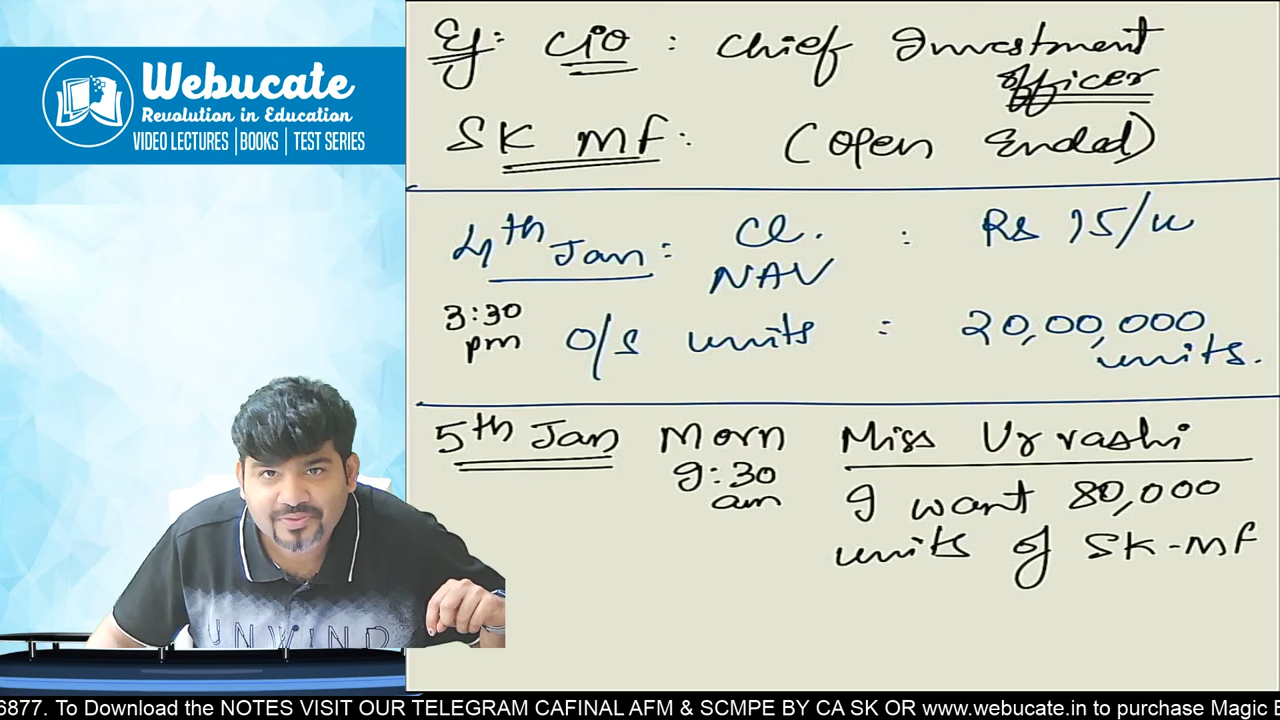 Webucate
Revolution in Education
VIDEO LECTURES | BOOKS | TEST SERIES
Eg: CIO : Chief Investment
officer
SK MF: (Open Ended)
4th Jan: Cl. : Rs 15/u
NAV
3:30
pm O/S units : 20,00,000
units.
5th Jan Morn Miss Urvashi
9:30
am I want 80,000
units of SK-MF
UNWIND
6877. To Download the NOTES VISIT OUR TELEGRAM CAFINAL AFM & SCMPE BY CA SK OR www.webucate.in to purchase Magic